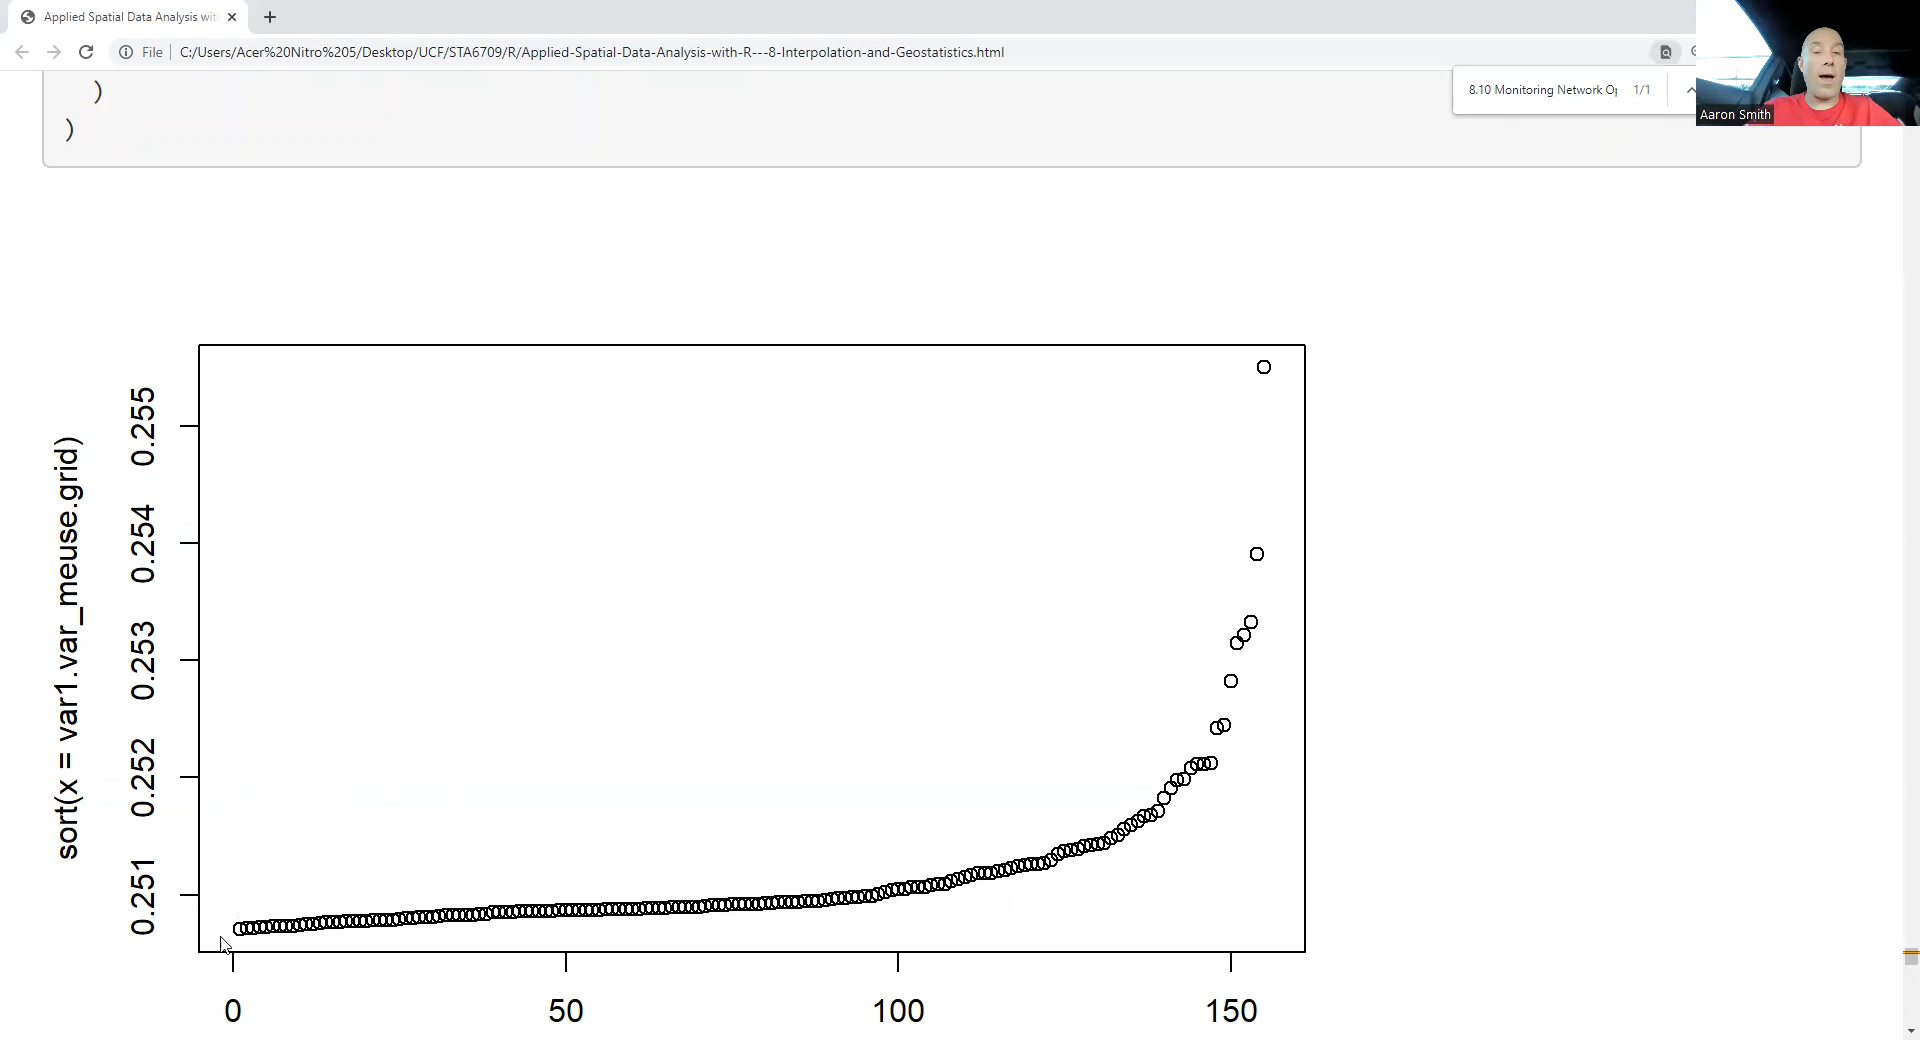 Applied Spatial Data Analysis wit
File
C:/Users/Acer%20Nitro%205/Desktop/UCF/STA6709/R/Applied-Spatial-Data-Analysis-with-R---8-Interpolation-and-Geostatistics.html
8.10 Monitoring Network Op
1/1
Aaron Smith
)
)
sort(x = var1.var_meuse.grid)
0.255
0.254
0.253
0.252
0.251
0
50
100
150